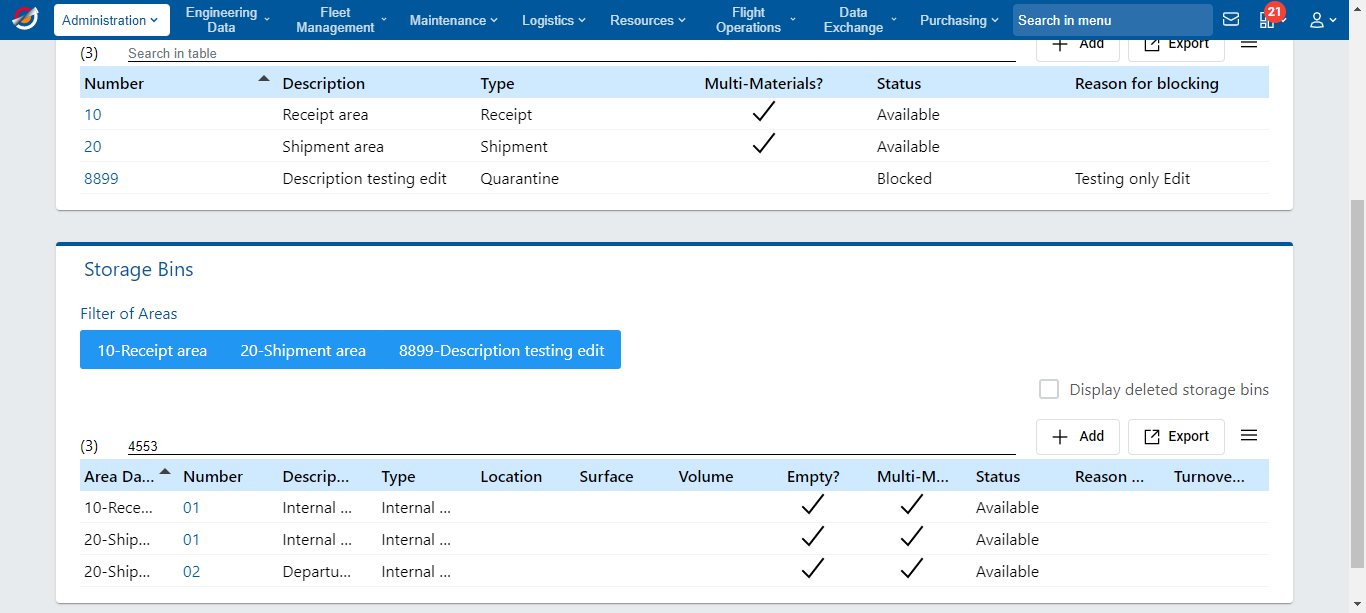 Administration
Engineering Data
Fleet Management
Maintenance
Logistics
Resources
Flight Operations
Data Exchange
Purchasing
Search in menu
21
(3) Search in table
Add Export
Number Description Type Multi-Materials? Status Reason for blocking
10 Receipt area Receipt Available
20 Shipment area Shipment Available
8899 Description testing edit Quarantine Blocked Testing only Edit
Storage Bins
Filter of Areas
10-Receipt area 20-Shipment area 8899-Description testing edit
Display deleted storage bins
(3) 4553
Add Export
Area Da... Number Descrip... Type Location Surface Volume Empty? Multi-M... Status Reason ... Turnove...
10-Rece... 01 Internal ... Internal ... Available
20-Ship... 01 Internal ... Internal ... Available
20-Ship... 02 Departu... Internal ... Available